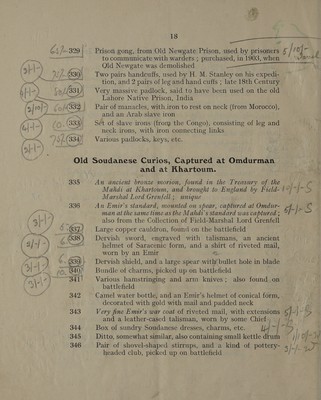 18
329 Prison gong, from Old Newgate Prison, used by prisoners
to communicate with warders ; purchased, in 1903, when
Old Newgate was demolished
330 Two pairs handcuffs, used by H. M. Stanley on his expedi-
tion, and 2 pairs of leg and hand cuffs ; late 18th Century
331 Very massive padlock, said to have been used on the old
Lahore Native Prison, India
332 Pair of manacles, with iron to rest on neck (from Morocco),
and an Arab slave iron
333 Set of slave irons (from the Congo), consisting of leg and
neck irons, with iron connecting links
334 Various padlocks, keys, etc.
Old Soudanese Curios, Captured at Omdurman
and at Khartoum.
335 An ancient bronze morion, found in the Treasury of the
Mahdi at Khartoum, and brought to England by Field-
Marshal Lord Grenfell ; unique
336 An Emir's standard, mounted on spear, captured at Omdur-
man at the same time as the Mahdi's standard was captured ;
also from the Collection of Field-Marshal Lord Grenfell
337 Large copper cauldron, found on the battlefield
338 Dervish sword, engraved with talismans, an ancient
helmet of Saracenic form, and a shirt of riveted mail,
worn by an Emir
339 Dervish shield, and a large spear with bullet hole in blade
340 Bundle of charms, picked up on battlefield
341 Various hamstringing and arm knives ; also found on
battlefield
342 Camel water bottle, and an Emir's helmet of conical form,
decorated with gold with mail and padded neck
343 Very fine Emir's war coat of riveted mail, with extensions
and a leather-cased talisman, worn by some Chief
344 Box of sundry Soudanese dresses, charms, etc.
345 Ditto, somewhat similar, also containing small kettle drum
346 Pair of shovel-shaped stirrups, and a kind of pottery-
headed club, picked up on battlefield